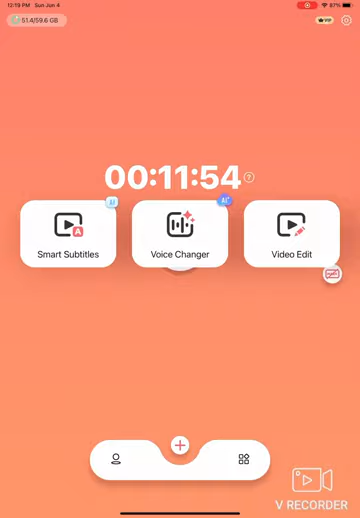 12:19 PM Sun Jun 4
87%
51.4/59.6 GB
VIP
00:11:54
?
AI
AI
A
Smart Subtitles
Voice Changer
Video Edit
V RECORDER